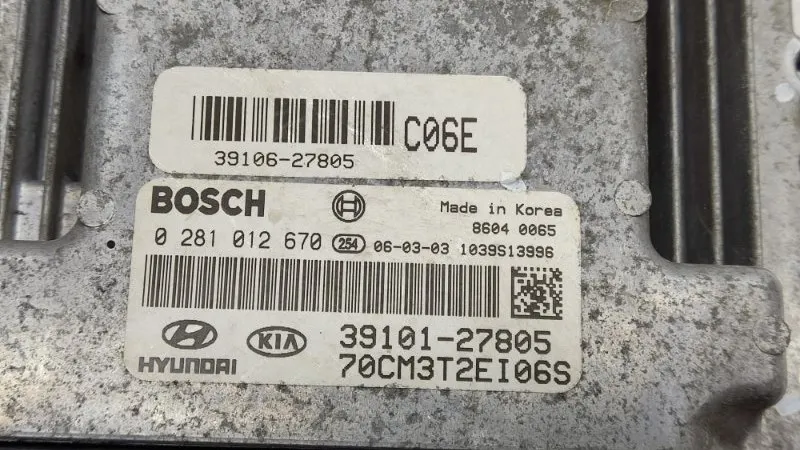 C06E
39106-27805
BOSCH
Made in Korea
8604 0065
0 281 012 670 254 06-03-03 1039S13996
HYUNDAI
KIA
39101-27805
70CM3T2EI06S